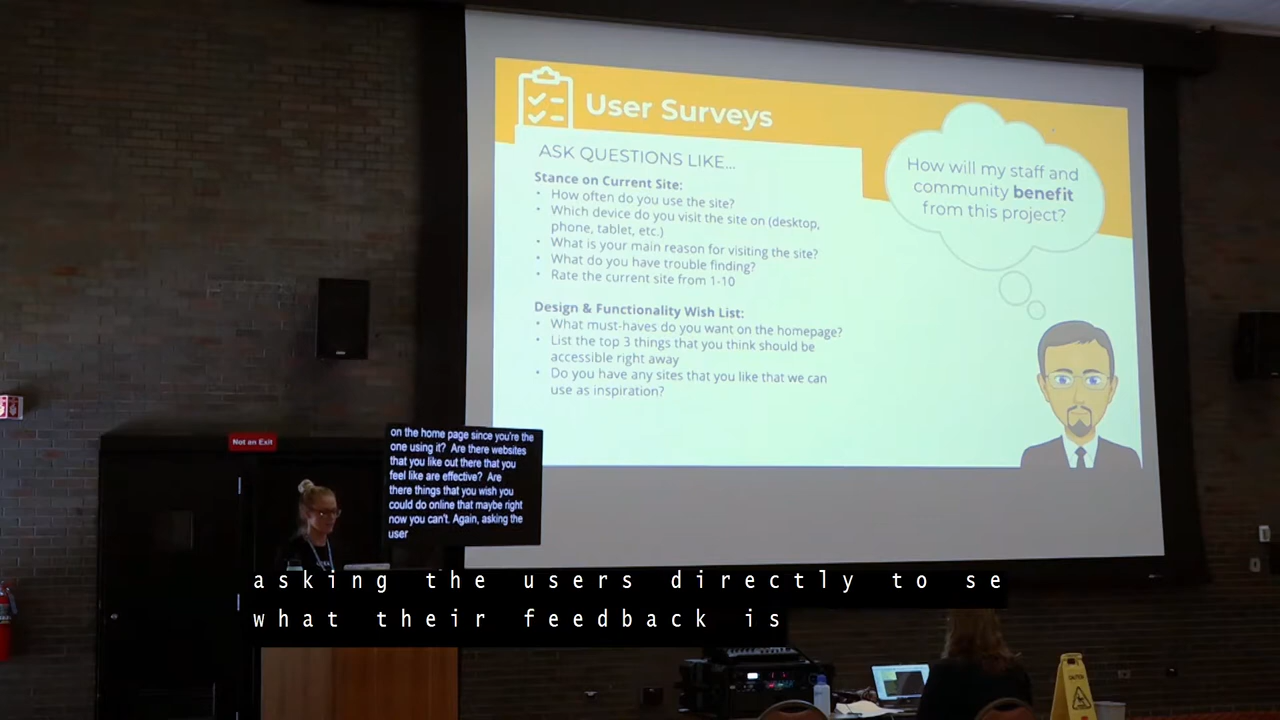 User Surveys
ASK QUESTIONS LIKE...
Stance on Current Site:
• How often do you use the site?
• Which device do you visit the site on (desktop,
phone, tablet, etc.)
• What is your main reason for visiting the site?
• What do you have trouble finding?
• Rate the current site from 1-10
Design & Functionality Wish List:
• What must-haves do you want on the homepage?
• List the top 3 things that you think should be
accessible right away
• Do you have any sites that you like that we can
use as inspiration?
How will my staff and
community benefit
from this project?
Not an Exit
on the home page since you're the
one using it? Are there websites
that you like out there that you
feel like are effective? Are
there things that you wish you
could do online that maybe right
now you can't. Again, asking the
user
asking the users directly to se
what their feedback is
CAUTION